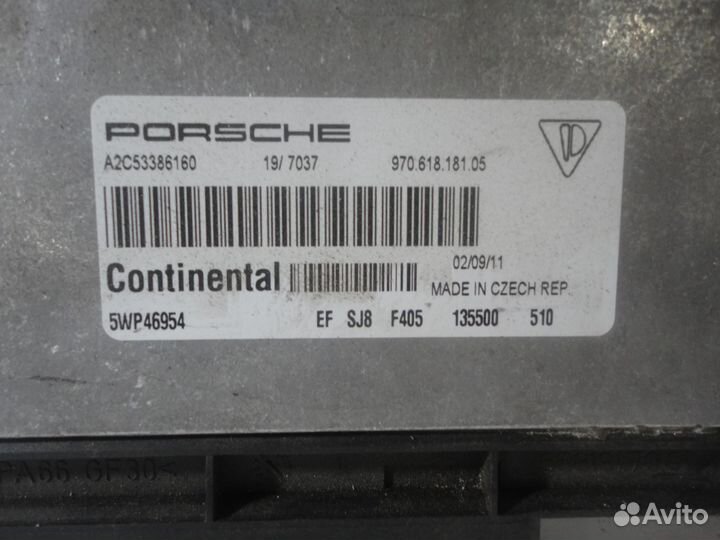 PORSCHE
A2C53386160 19/ 7037 970.618.181.05
02/09/11
Continental MADE IN CZECH REP.
5WP46954 EF SJ8 F405 135500 510
PA66 GF30<
Avito